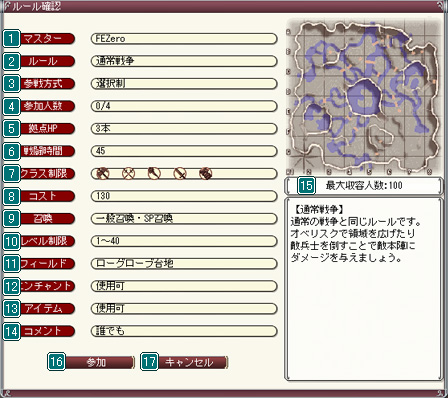 ルール確認
1 マスター FEZero
2 ルール 通常戦争
3 参戦方式 選択制
4 参加人数 0/4
5 拠点HP 3本
6 戦争時間 45
7 クラス制限
8 コスト 130
9 召喚 一般召喚・SP召喚
10 レベル制限 1～40
11 フィールド ローグローブ台地
12 エンチャント 使用可
13 アイテム 使用可
14 コメント 誰でも
16 参加
17 キャンセル
15 最大収容人数:100
【通常戦争】
通常の戦争と同じルールです。
オベリスクで領域を広げたり
敵兵士を倒すことで敵本陣に
ダメージを与えましょう。